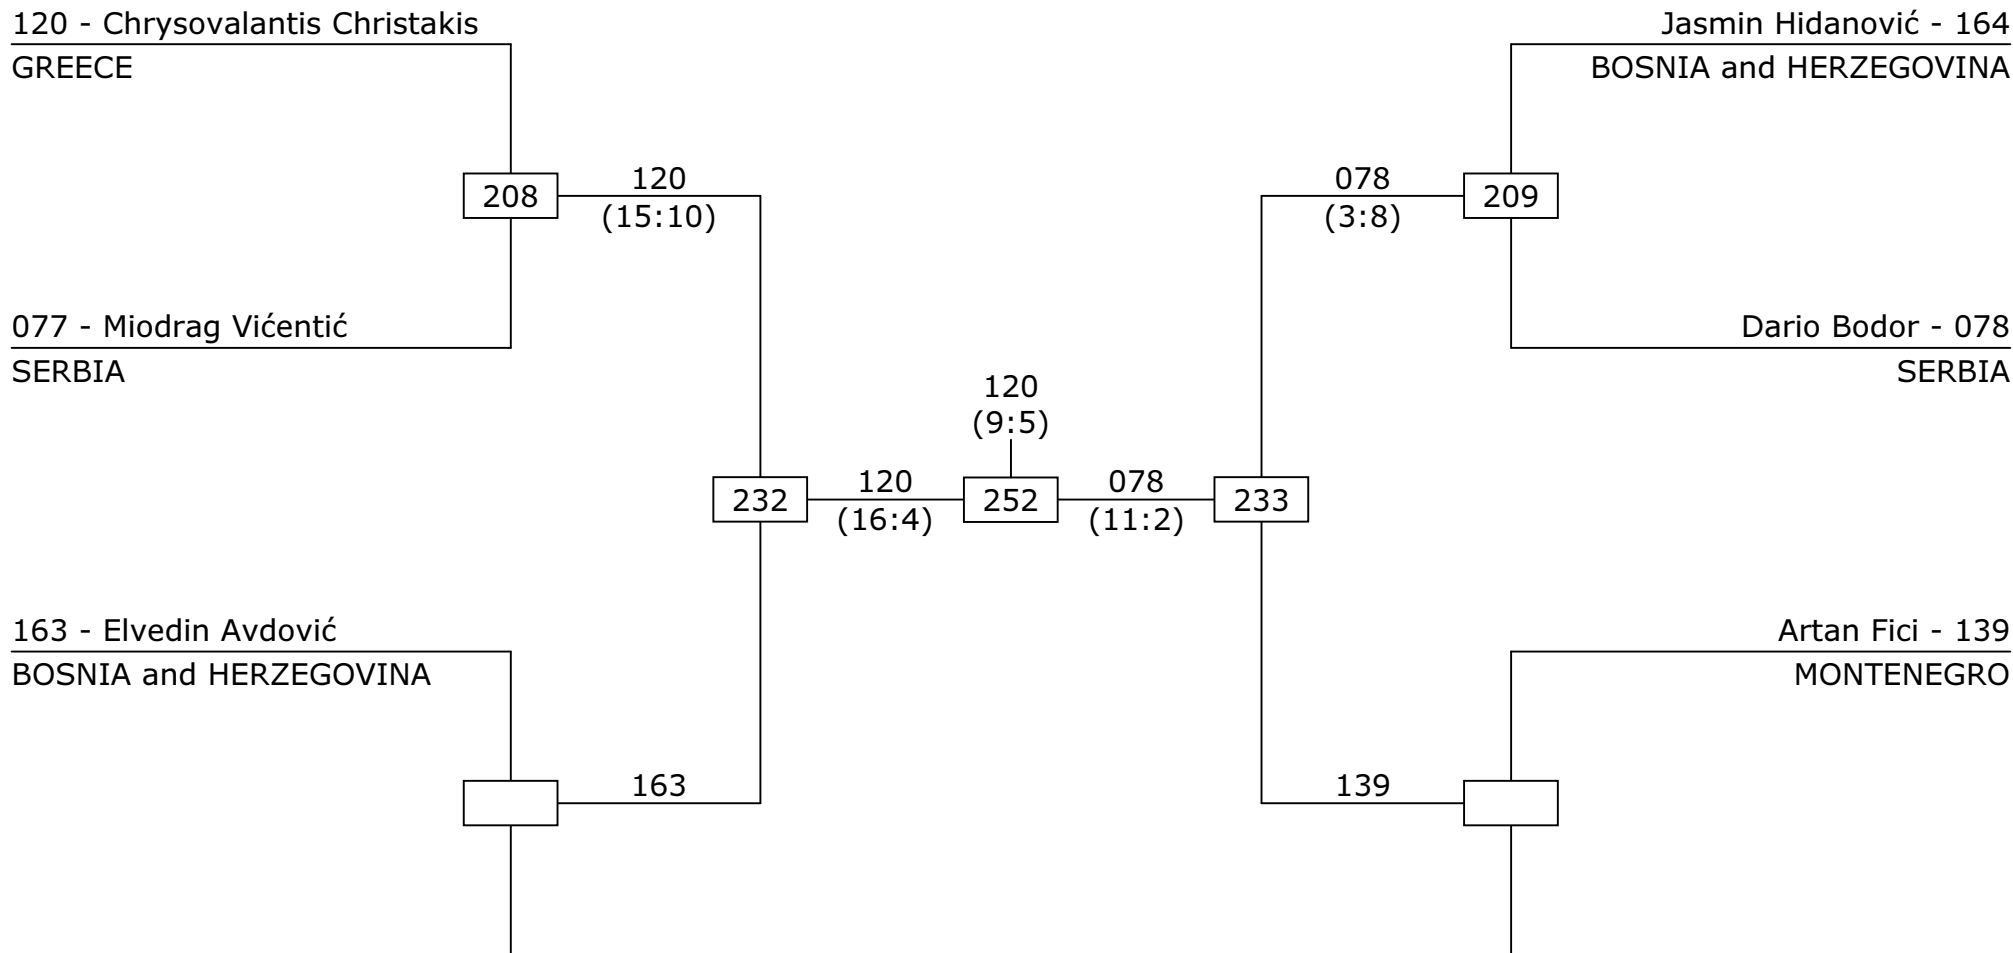 120 - Chrysovalantis Christakis
GREECE
Jasmin Hidanović - 164
BOSNIA and HERZEGOVINA
208
120
(15:10)
078
(3:8)
209
077 - Miodrag Vićentić
SERBIA
Dario Bodor - 078
SERBIA
120
(9:5)
232
120
(16:4)
252
078
(11:2)
233
163 - Elvedin Avdović
BOSNIA and HERZEGOVINA
Artan Fici - 139
MONTENEGRO
163
139